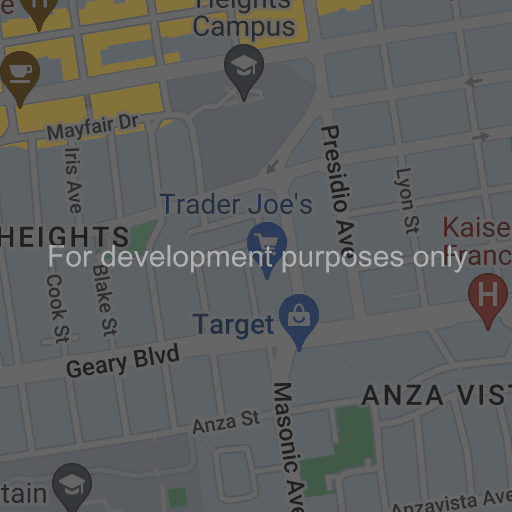 e
Heights
Campus
Mayfair Dr
Iris Ave
Presidio Ave
Lyon St
Trader Joe's
HEIGHTS
Kaise
Franc
For development purposes only
Cook St
Blake St
H
Target
Geary Blvd
ANZA VIST
Anza St
Masonic Ave
tain
Anzavista Ave